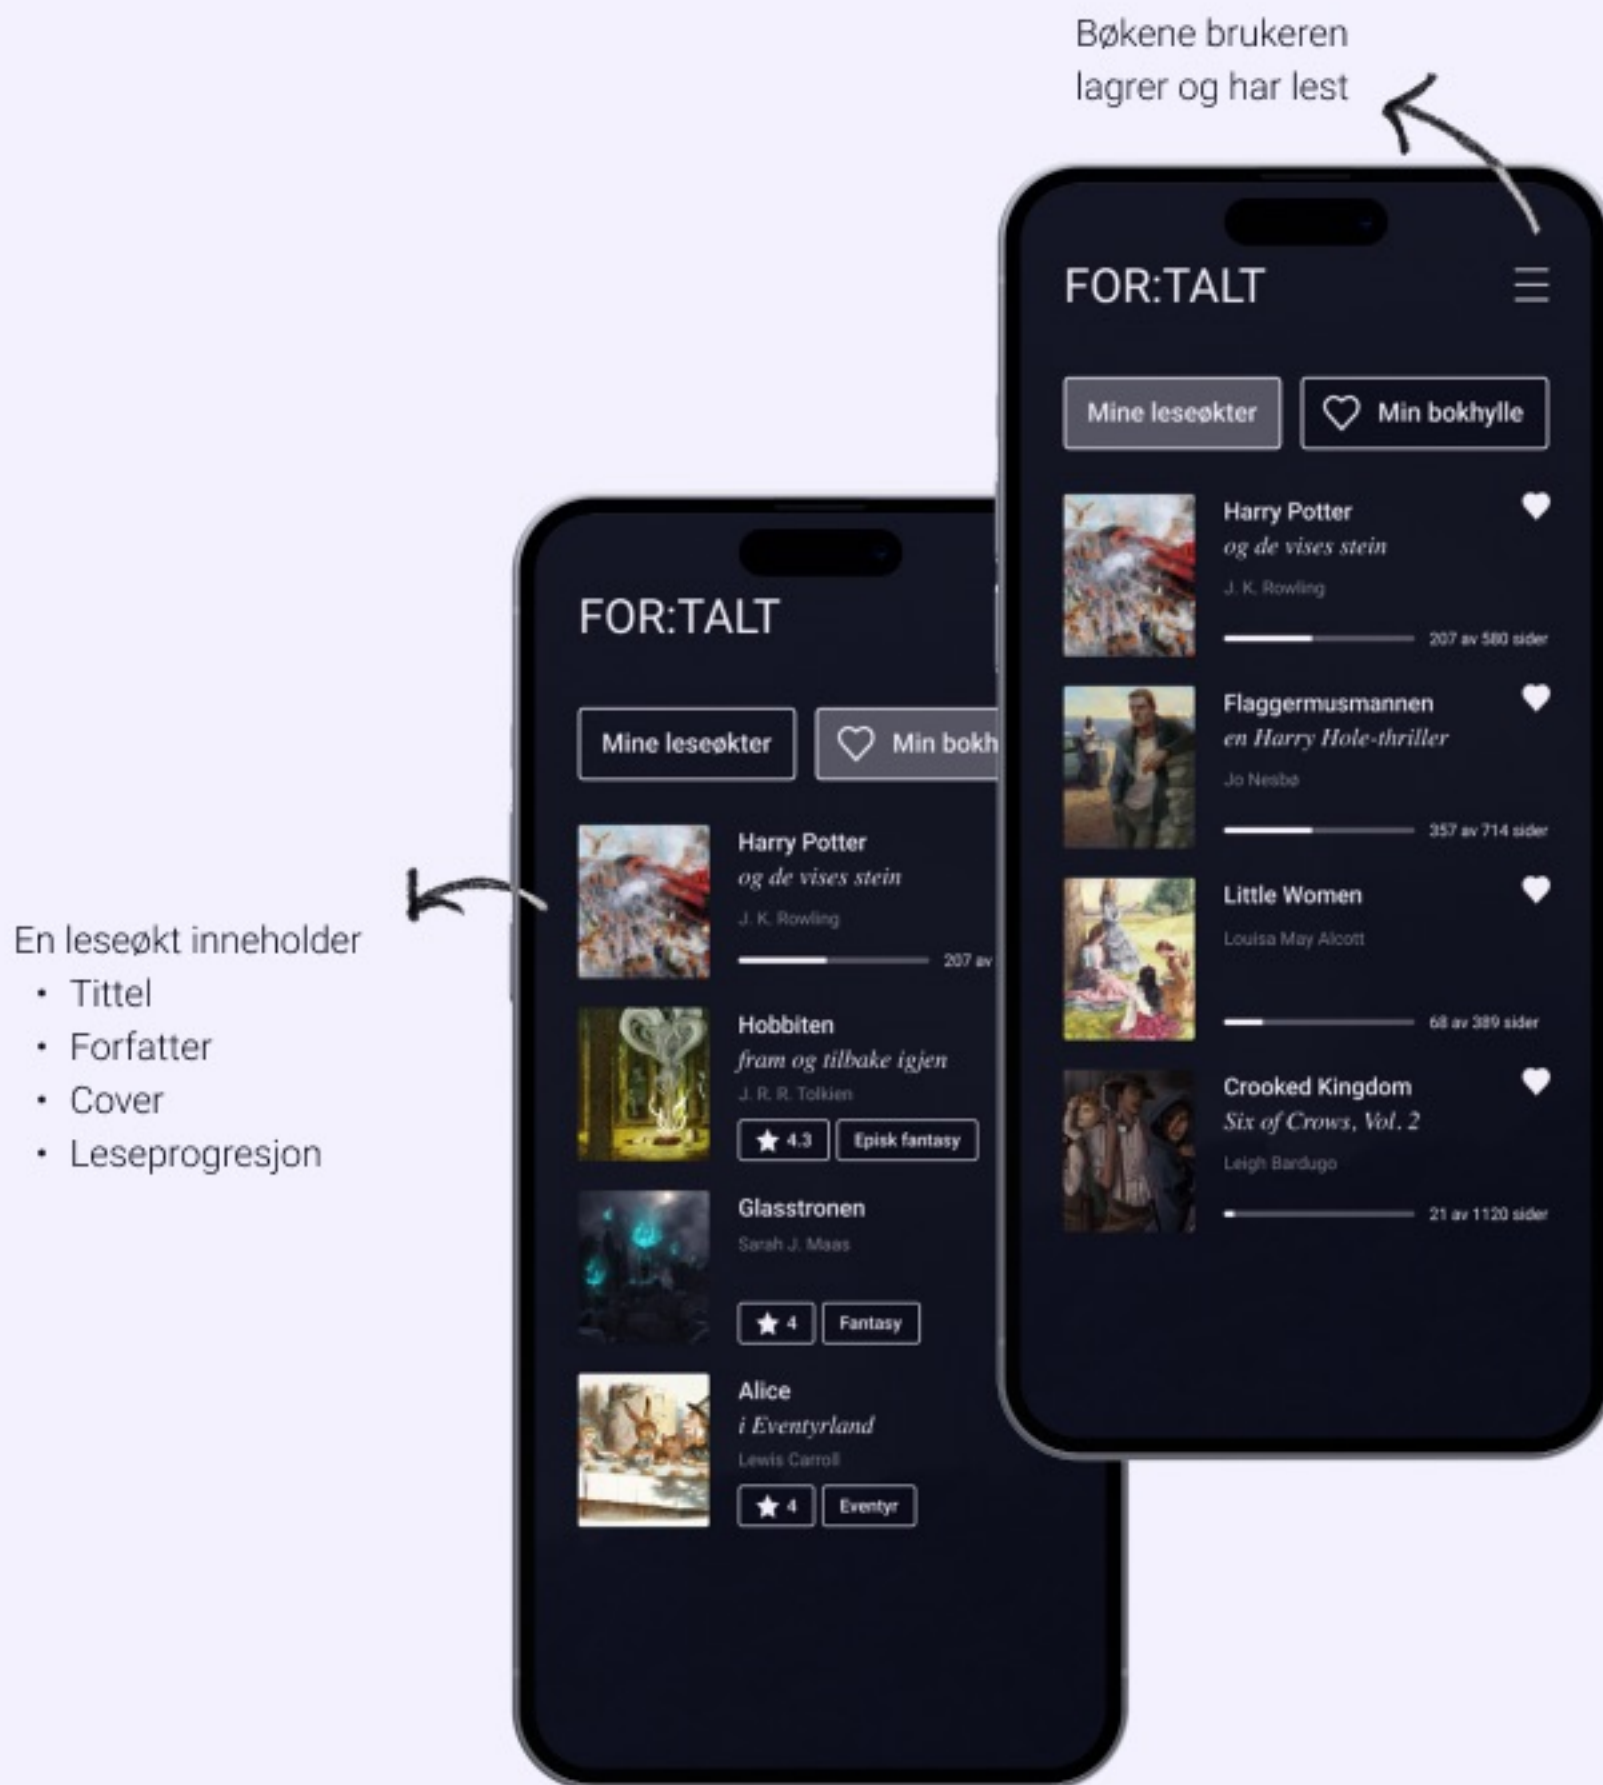 Bøkene brukeren
lagrer og har lest
FOR:TALT
Mine leseøkter
Min bokhylle
Harry Potter
og de vises stein
J. K. Rowling
207 av 580 sider
Flaggermusmannen
en Harry Hole-thriller
Jo Nesbø
357 av 714 sider
Little Women
Louisa May Alcott
68 av 389 sider
Crooked Kingdom
Six of Crows, Vol. 2
Leigh Bardugo
21 av 1120 sider
FOR:TALT
Mine leseøkter
Min bokh
Harry Potter
og de vises stein
J. K. Rowling
207 av
Hobbiten
fram og tilbake igjen
J. R. R. Tolkien
4.3
Episk fantasy
Glasstronen
Sarah J. Maas
4
Fantasy
Alice
i Eventyrland
Lewis Carroll
4
Eventyr
En leseøkt inneholder
• Tittel
• Forfatter
• Cover
• Leseprogresjon